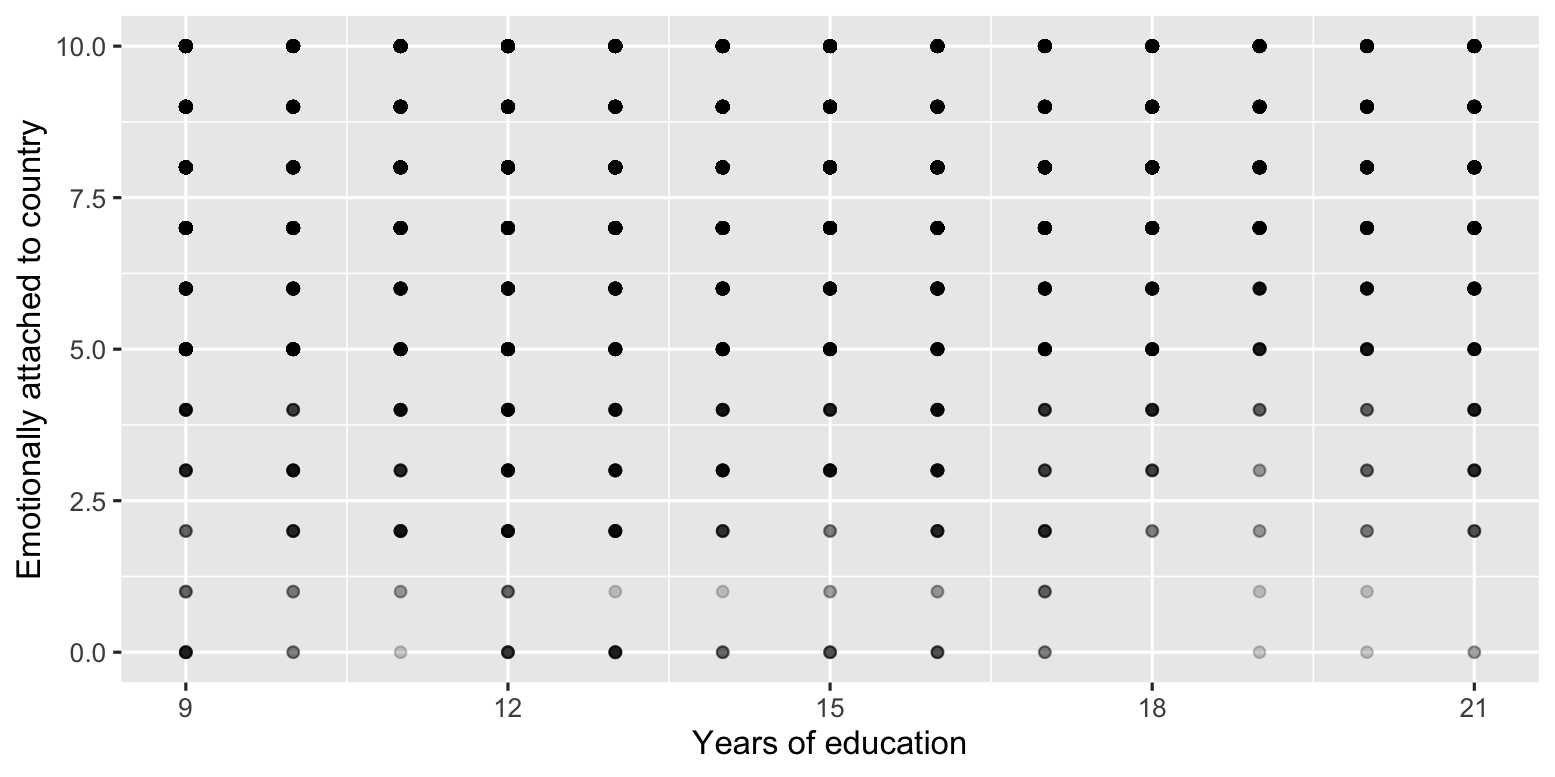 Emotionally attached to country
10.0
7.5
5.0
2.5
0.0
9 12 15 18 21
Years of education